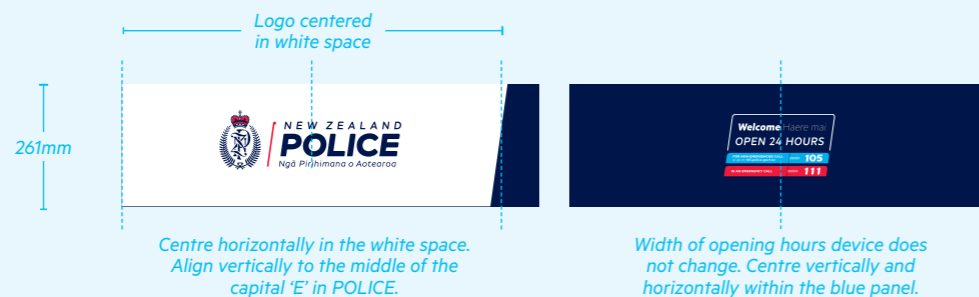 Logo centered
in white space
261mm
NEW ZEALAND
POLICE
Ngā Pirihimana o Aotearoa
Welcome Haere mai
OPEN 24 HOURS
105
111
Centre horizontally in the white space.
Align vertically to the middle of the
capital ‘E’ in POLICE.
Width of opening hours device does
not change. Centre vertically and
horizontally within the blue panel.